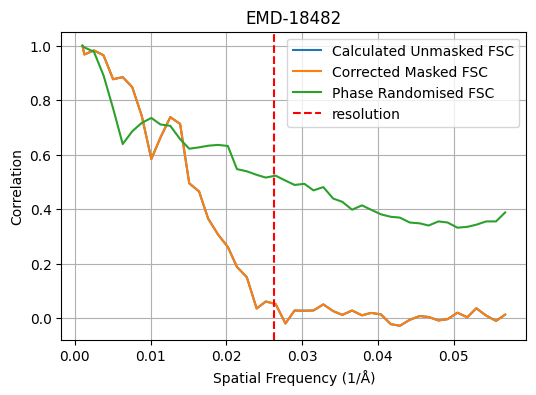 EMD-18482
Calculated Unmasked FSC
Corrected Masked FSC
Phase Randomised FSC
resolution
Correlation
1.0
0.8
0.6
0.4
0.2
0.0
0.00 0.01 0.02 0.03 0.04 0.05
Spatial Frequency (1/Å)